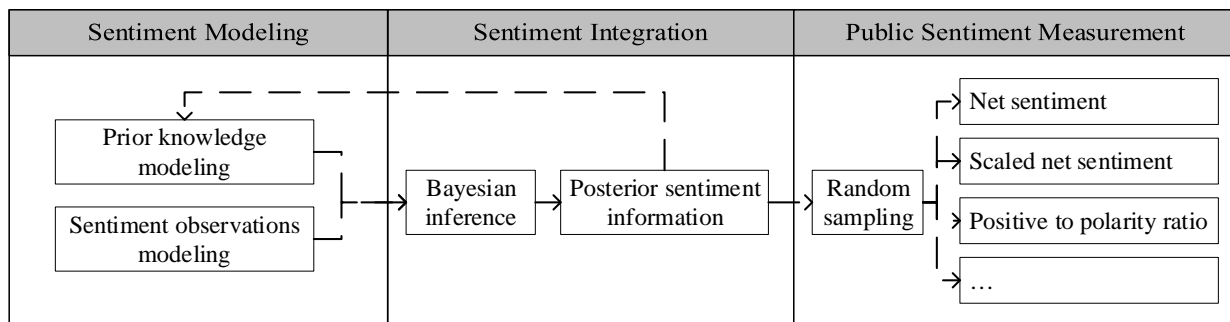 Sentiment Modeling
Sentiment Integration
Public Sentiment Measurement
Prior knowledge
modeling
Sentiment observations
modeling
Bayesian
inference
Posterior sentiment
information
Random
sampling
Net sentiment
Scaled net sentiment
Positive to polarity ratio
…